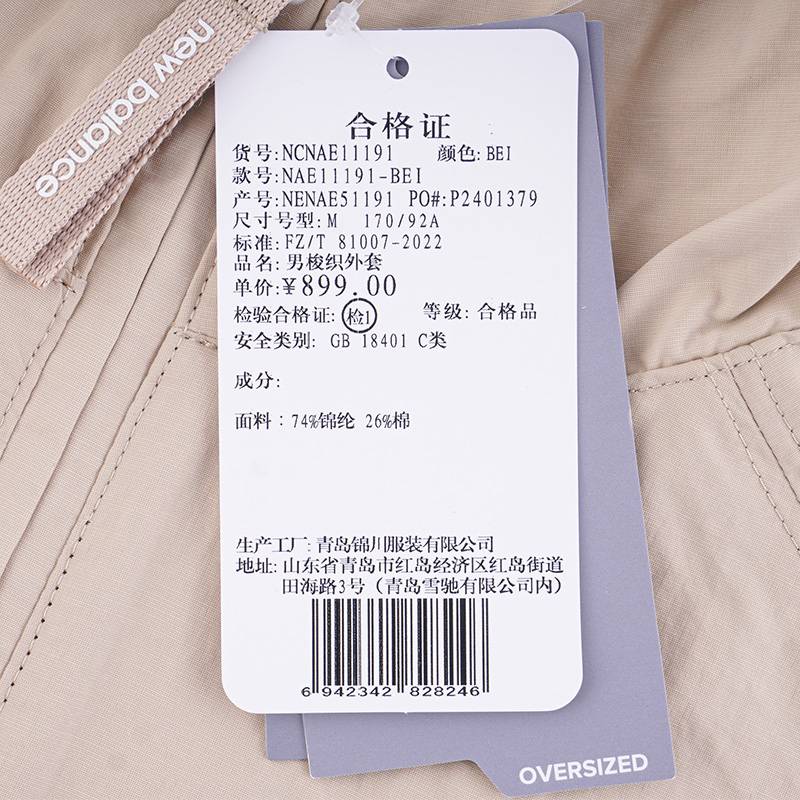 new balance
合格证
货号:NCNAE11191 颜色:BEI
款号:NAE11191-BEI
产号:NENAE51191 PO#:P2401379
尺寸号型:M 170/92A
标准:FZ/T 81007-2022
品名:男梭织外套
单价:¥899.00
检验合格证:检1 等级:合格品
安全类别: GB 18401 C类
成分:
面料:74%锦纶 26%棉
生产工厂:青岛锦川服装有限公司
地址:山东省青岛市红岛经济区红岛街道
田海路3号（青岛雪驰有限公司内）
6 942342 828246
OVERSIZED